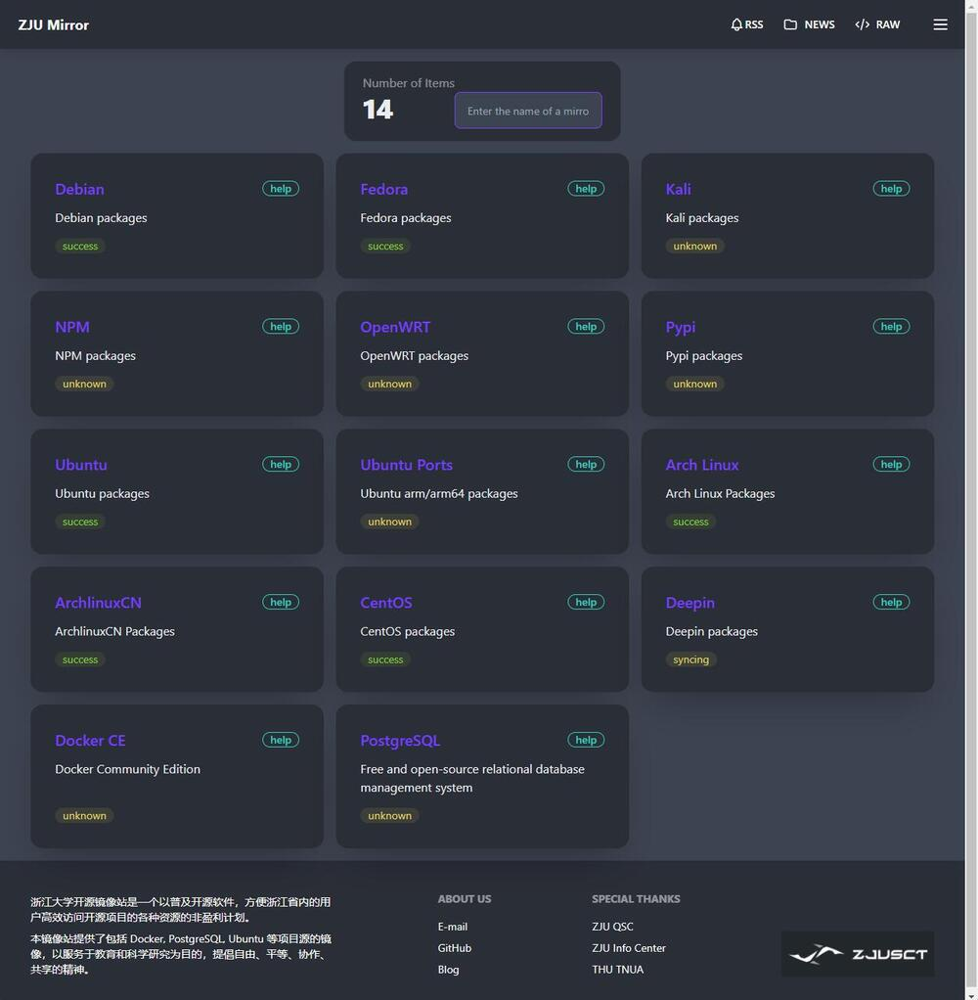 ZJU Mirror
RSS
NEWS
RAW
Number of Items
14
Enter the name of a mirro
Debian
help
Debian packages
success
Fedora
help
Fedora packages
success
Kali
help
Kali packages
unknown
NPM
help
NPM packages
unknown
OpenWRT
help
OpenWRT packages
unknown
Pypi
help
Pypi packages
unknown
Ubuntu
help
Ubuntu packages
success
Ubuntu Ports
help
Ubuntu arm/arm64 packages
unknown
Arch Linux
help
Arch Linux Packages
success
ArchlinuxCN
help
ArchlinuxCN Packages
success
CentOS
help
CentOS packages
success
Deepin
help
Deepin packages
syncing
Docker CE
help
Docker Community Edition
unknown
PostgreSQL
help
Free and open-source relational database
management system
unknown
浙江大学开源镜像站是一个以普及开源软件，方便浙江省内的用
户高效访问开源项目的各种资源的非盈利计划。
本镜像站提供了包括 Docker, PostgreSQL, Ubuntu 等项目源的镜
像，以服务于教育和科学研究为目的，提倡自由、平等、协作、
共享的精神。
ABOUT US
E-mail
GitHub
Blog
SPECIAL THANKS
ZJU QSC
ZJU Info Center
THU TNUA
ZJUSCT